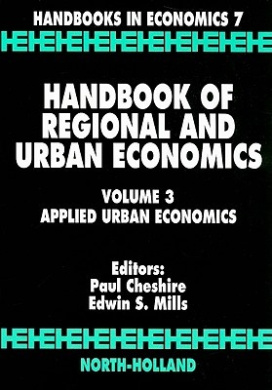 HANDBOOKS IN ECONOMICS 7
HANDBOOK OF
REGIONAL AND
URBAN ECONOMICS
VOLUME 3
APPLIED URBAN ECONOMICS
Editors:
Paul Cheshire
Edwin S. Mills
NORTH-HOLLAND